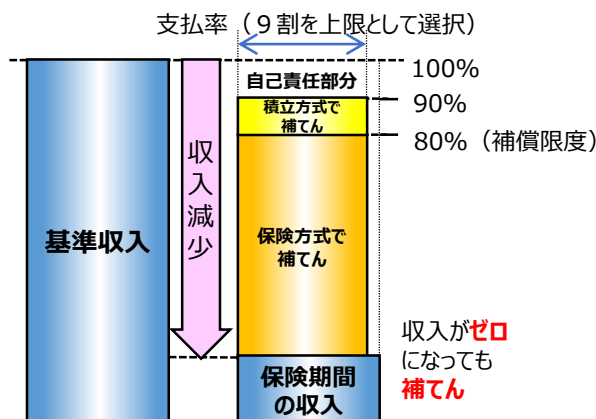 支払率（９割を上限として選択）
100%
自己責任部分
90%
積立方式で
補てん
80%（補償限度）
収入減少
基準収入
保険方式で
補てん
収入がゼロ
になっても
補てん
保険期間
の収入